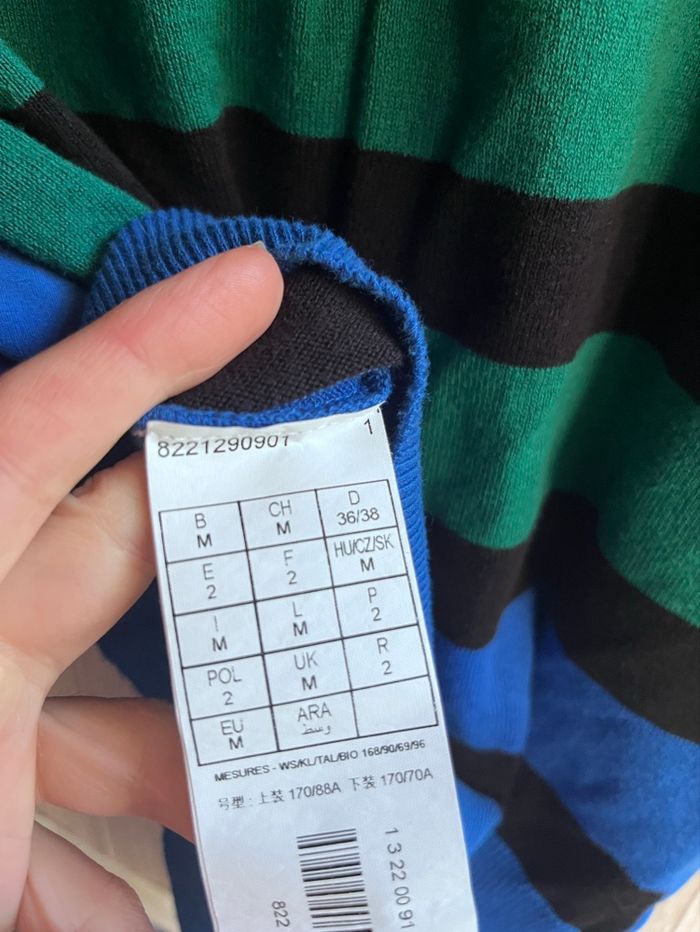 8221290901 1
B CH D
M M 36/38
E F HU/CZ/SK
2 2 M
I L P
M M 2
POL UK R
2 M 2
EU ARA
M وسط
MESURES - WS/KL/TAL/BIO 168/90/69/96
号型 : 上装 170/88A 下装 170/70A
1 3 22 00 91
822